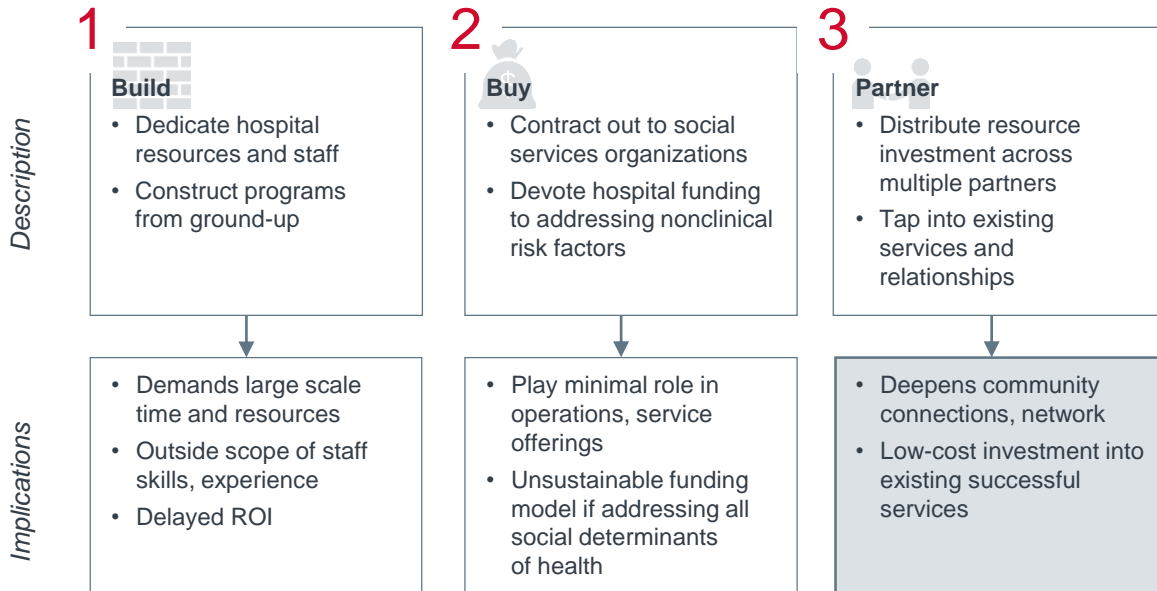 1
Build
• Dedicate hospital
resources and staff
• Construct programs
from ground-up
2
$
Buy
• Contract out to social
services organizations
• Devote hospital funding
to addressing nonclinical
risk factors
3
Partner
• Distribute resource
investment across
multiple partners
• Tap into existing
services and
relationships
Description
• Demands large scale
time and resources
• Outside scope of staff
skills, experience
• Delayed ROI
• Play minimal role in
operations, service
offerings
• Unsustainable funding
model if addressing all
social determinants
of health
• Deepens community
connections, network
• Low-cost investment into
existing successful
services
Implications